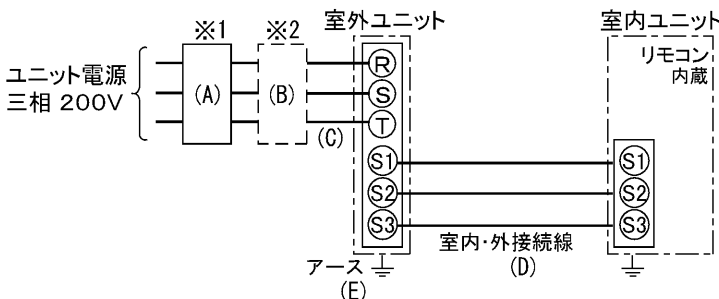 ※1
※2
室外ユニット
室内ユニット
ユニット電源
三相 200V
(A)
(B)
(C)
R
S
T
リモコン
内蔵
S1
S2
S3
S1
S2
S3
室内・外接続線
(D)
アース
(E)